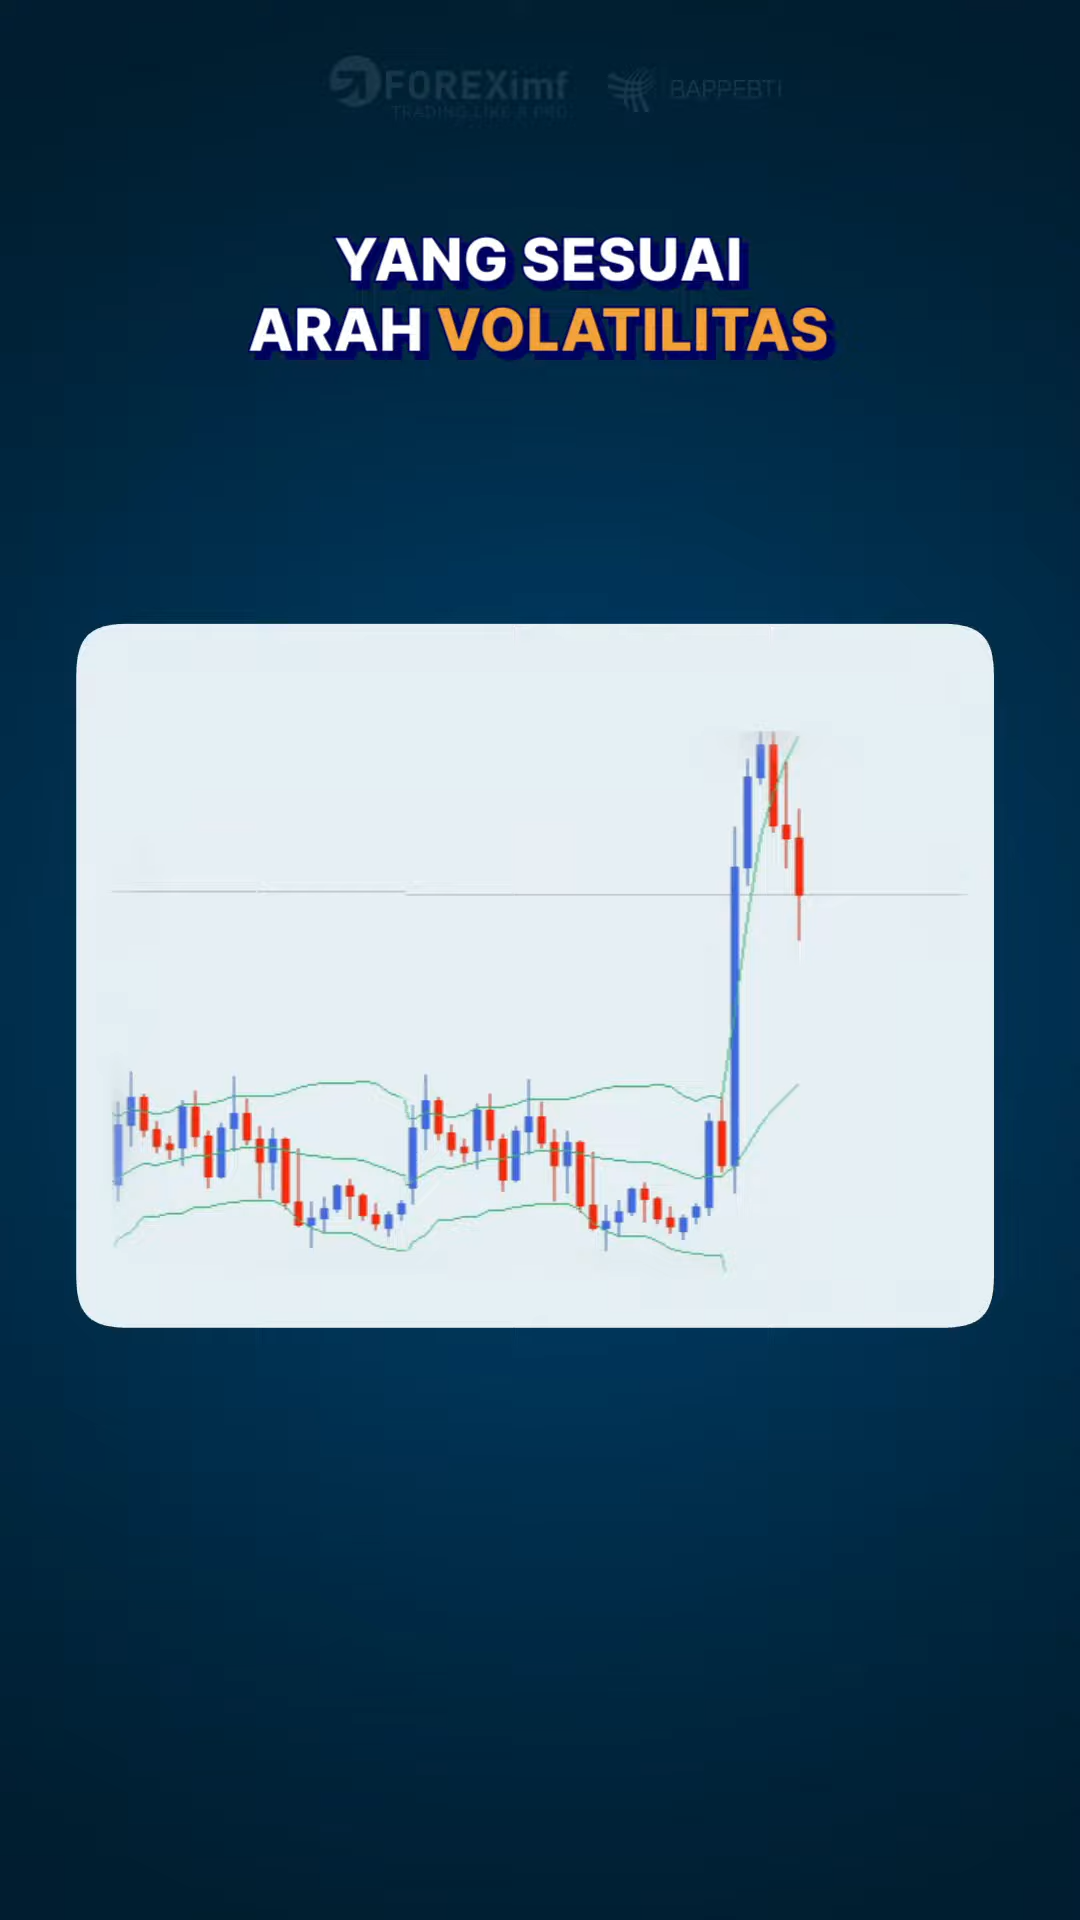 FOREXimf
TRADING LIKE A PRO
BAPPEBTI
YANG SESUAI
ARAH VOLATILITAS